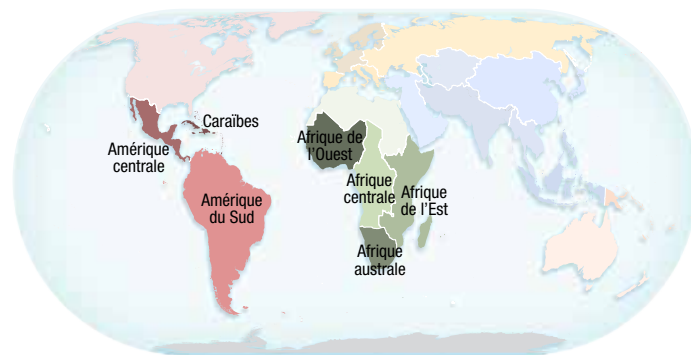 Caraïbes
Amérique
centrale
Amérique
du Sud
Afrique de
l’Ouest
Afrique
centrale
Afrique
de l’Est
Afrique
australe